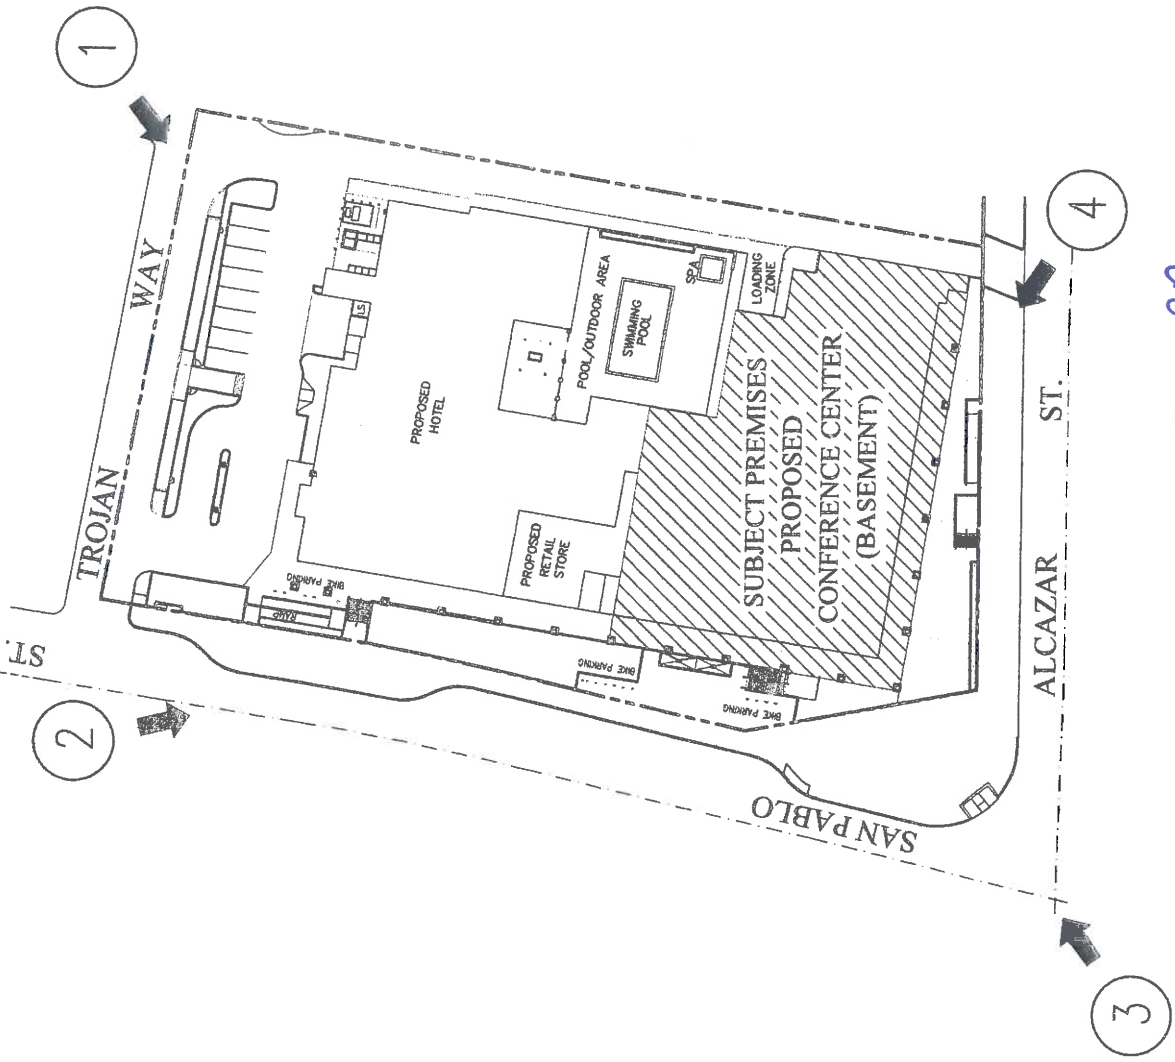 1
TROJAN WAY
ST.
2
BIKE PARKING
RAMP
LS
PROPOSED
HOTEL
POOL/OUTDOOR AREA
SWIMMING
POOL
SPA
LOADING
ZONE
PROPOSED
RETAIL
STORE
SUBJECT PREMISES
PROPOSED
CONFERENCE CENTER
(BASEMENT)
BIKE PARKING
BIKE PARKING
SAN PABLO
ALCAZAR ST.
4
3